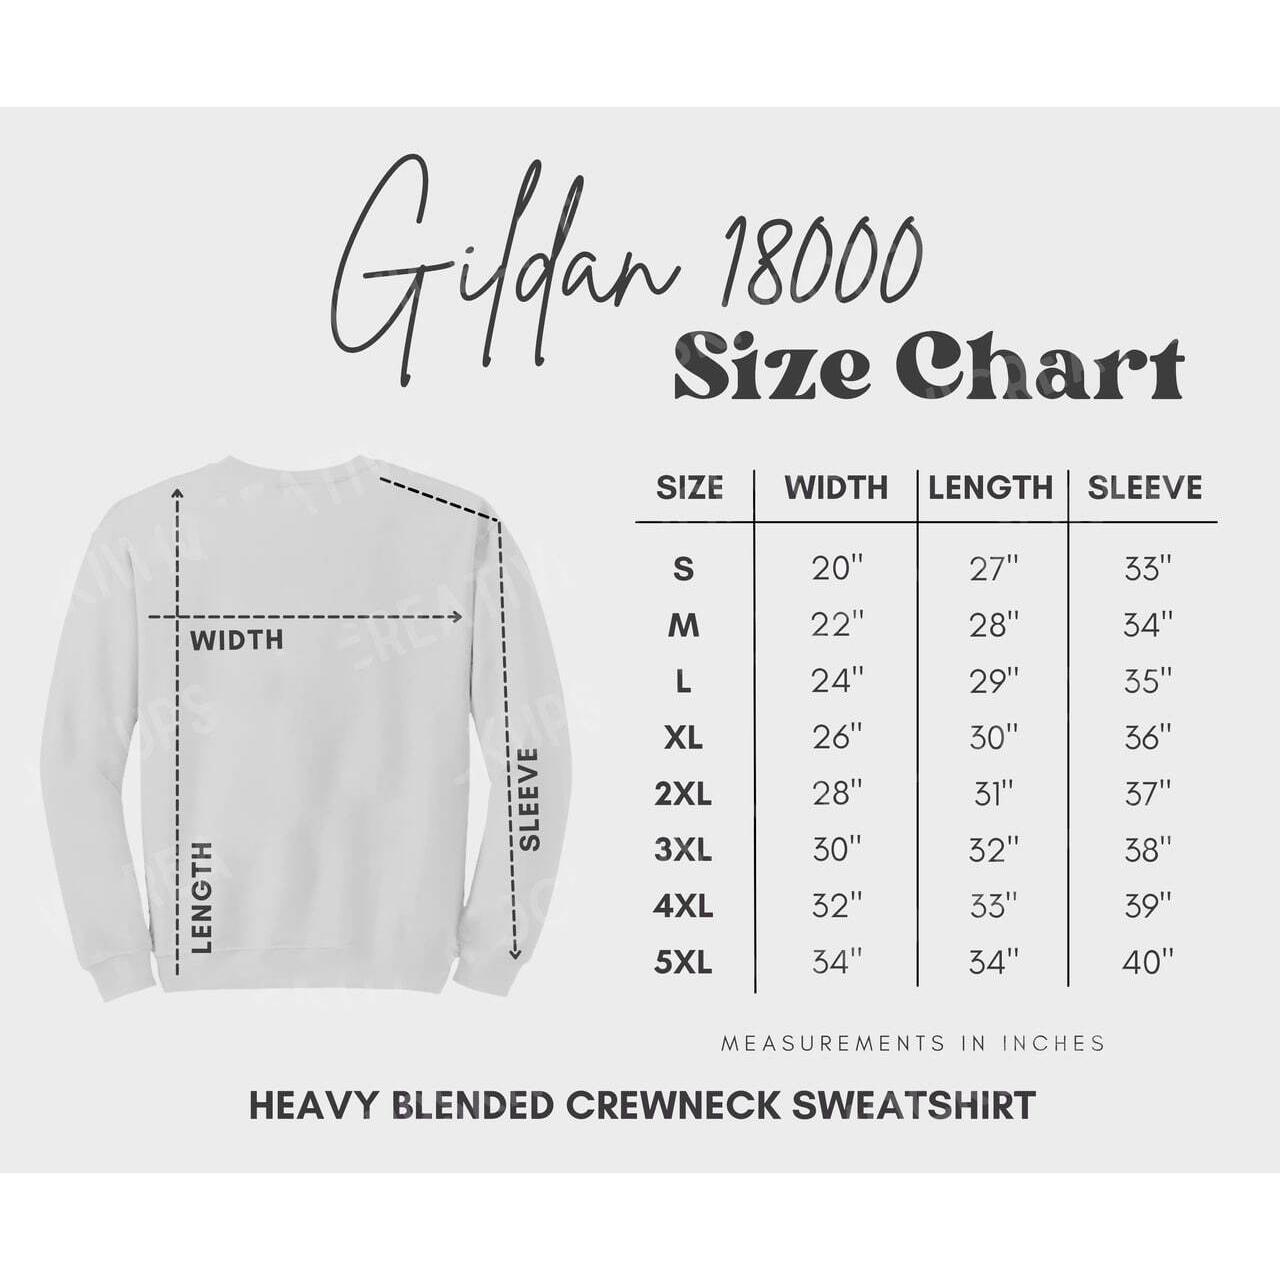 Gildan 18000
Size Chart
SIZE WIDTH LENGTH SLEEVE
S 20" 27" 33"
M 22" 28" 34"
L 24" 29" 35"
XL 26" 30" 36"
2XL 28" 31" 37"
3XL 30" 32" 38"
4XL 32" 33" 39"
5XL 34" 34" 40"
WIDTH
LENGTH
SLEEVE
MEASUREMENTS IN INCHES
HEAVY BLENDED CREWNECK SWEATSHIRT